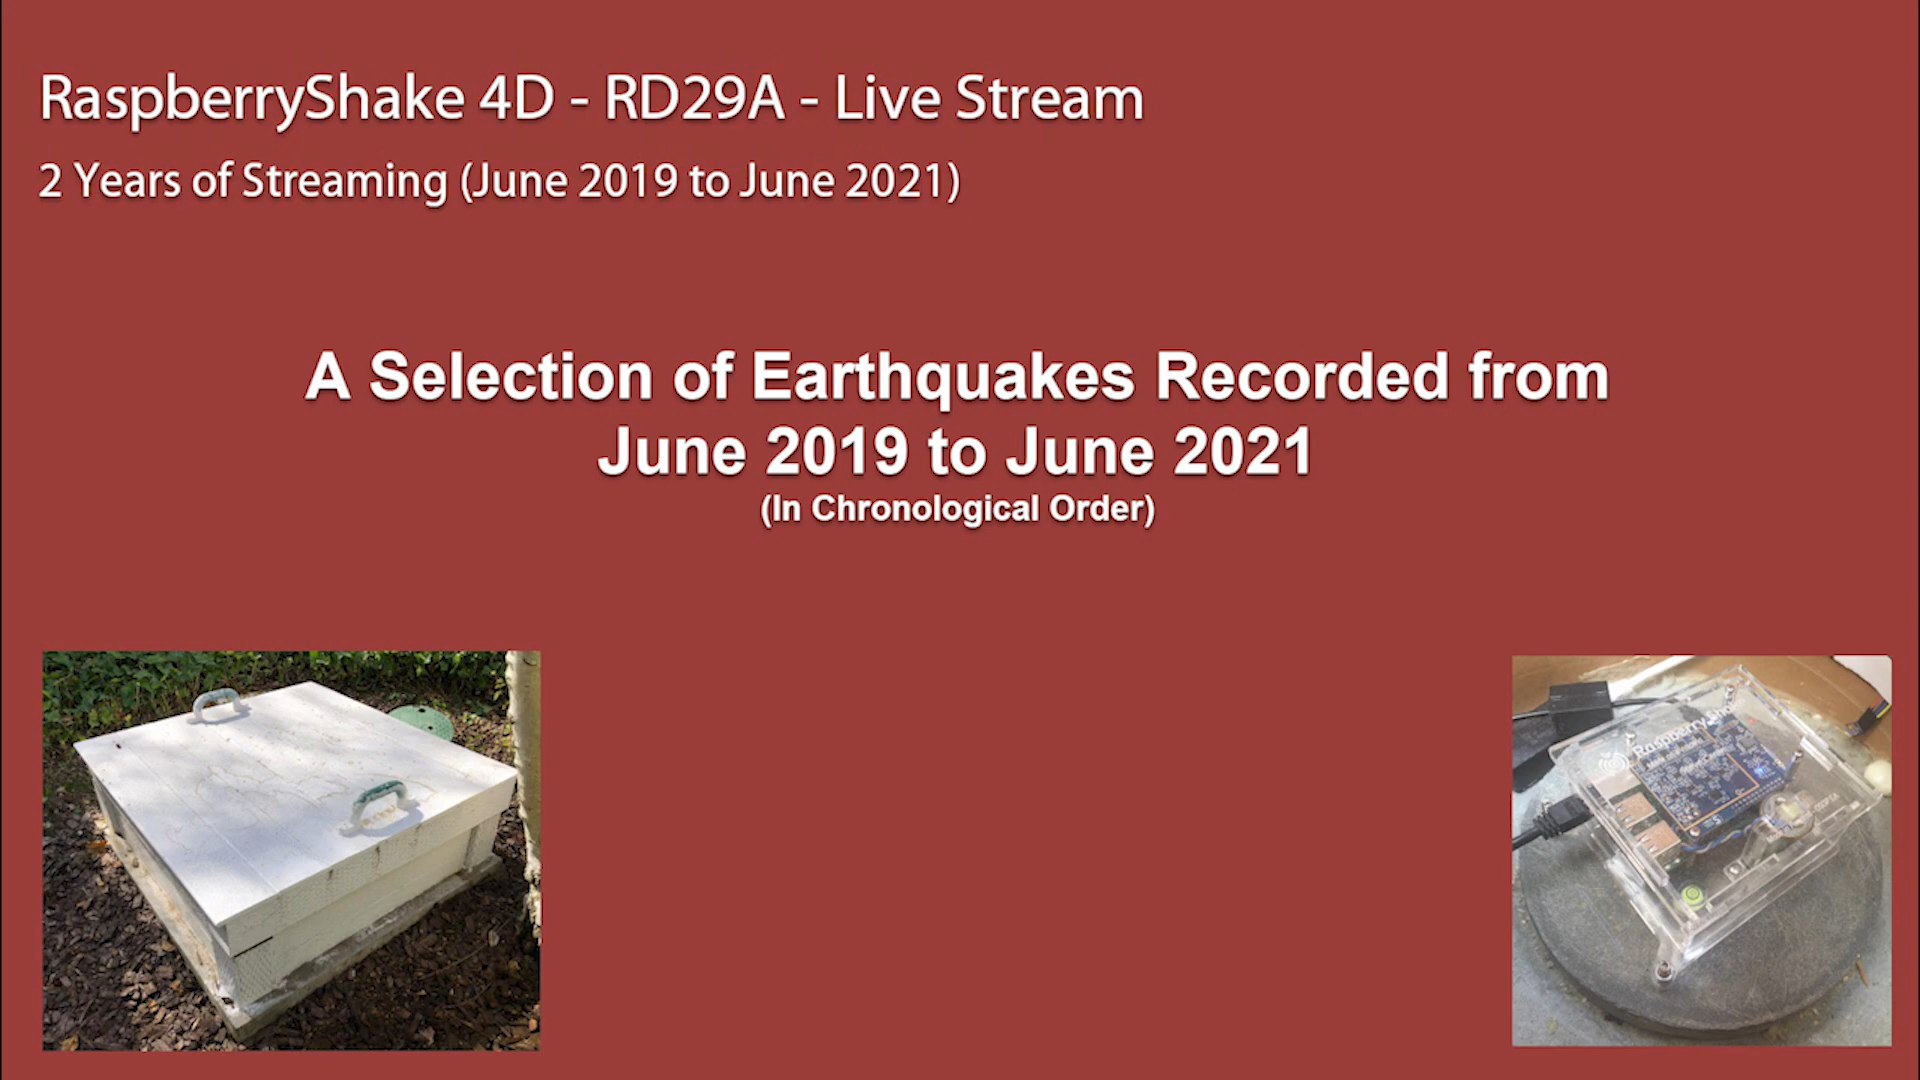 RaspberryShake 4D - RD29A - Live Stream
2 Years of Streaming (June 2019 to June 2021)
A Selection of Earthquakes Recorded from
June 2019 to June 2021
(In Chronological Order)
Raspberry